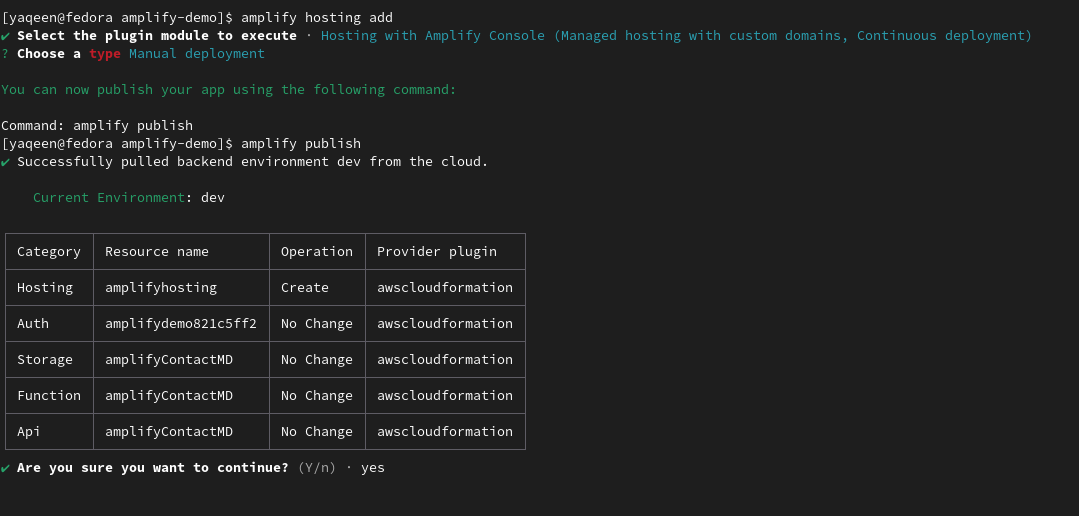 [yaqeen@fedora amplify-demo]$ amplify hosting add
✔ Select the plugin module to execute · Hosting with Amplify Console (Managed hosting with custom domains, Continuous deployment)
? Choose a type Manual deployment
You can now publish your app using the following command:
Command: amplify publish
[yaqeen@fedora amplify-demo]$ amplify publish
✔ Successfully pulled backend environment dev from the cloud.
Current Environment: dev
Category Resource name Operation Provider plugin
Hosting amplifyhosting Create awscloudformation
Auth amplifydemo821c5ff2 No Change awscloudformation
Storage amplifyContactMD No Change awscloudformation
Function amplifyContactMD No Change awscloudformation
Api amplifyContactMD No Change awscloudformation
✔ Are you sure you want to continue? (Y/n) · yes